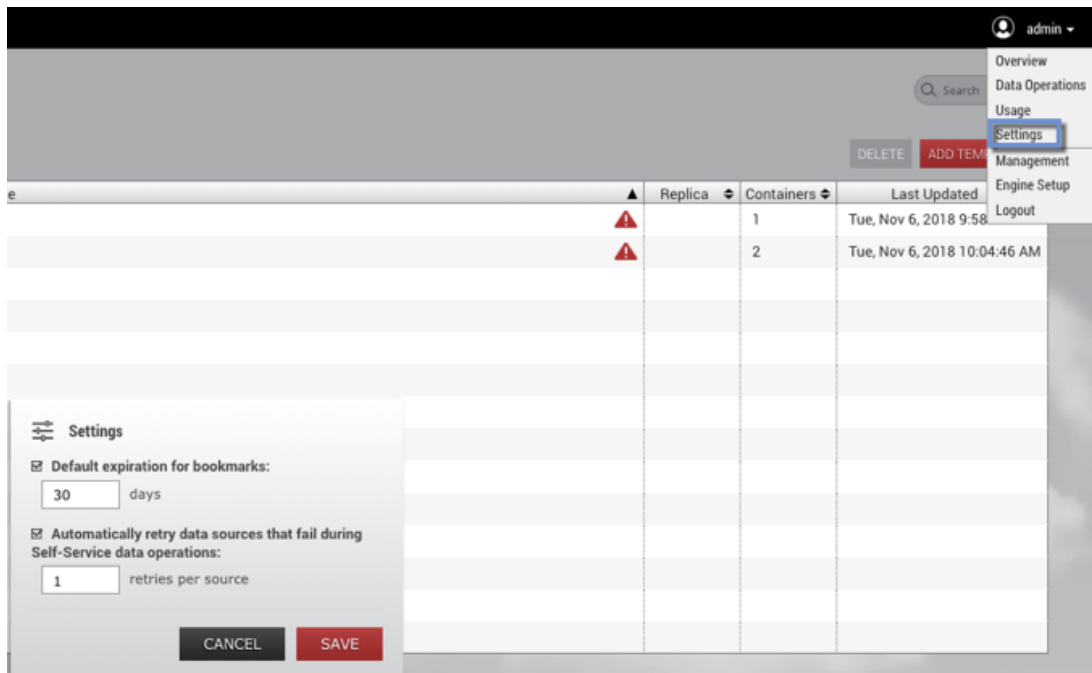 admin
Overview
Data Operations
Search
Usage
Settings
DELETE ADD TEM
Management
Engine Setup
Logout
e Replica Containers Last Updated
1 Tue, Nov 6, 2018 9:58
2 Tue, Nov 6, 2018 10:04:46 AM
Settings
Default expiration for bookmarks:
30 days
Automatically retry data sources that fail during
Self-Service data operations:
1 retries per source
CANCEL SAVE